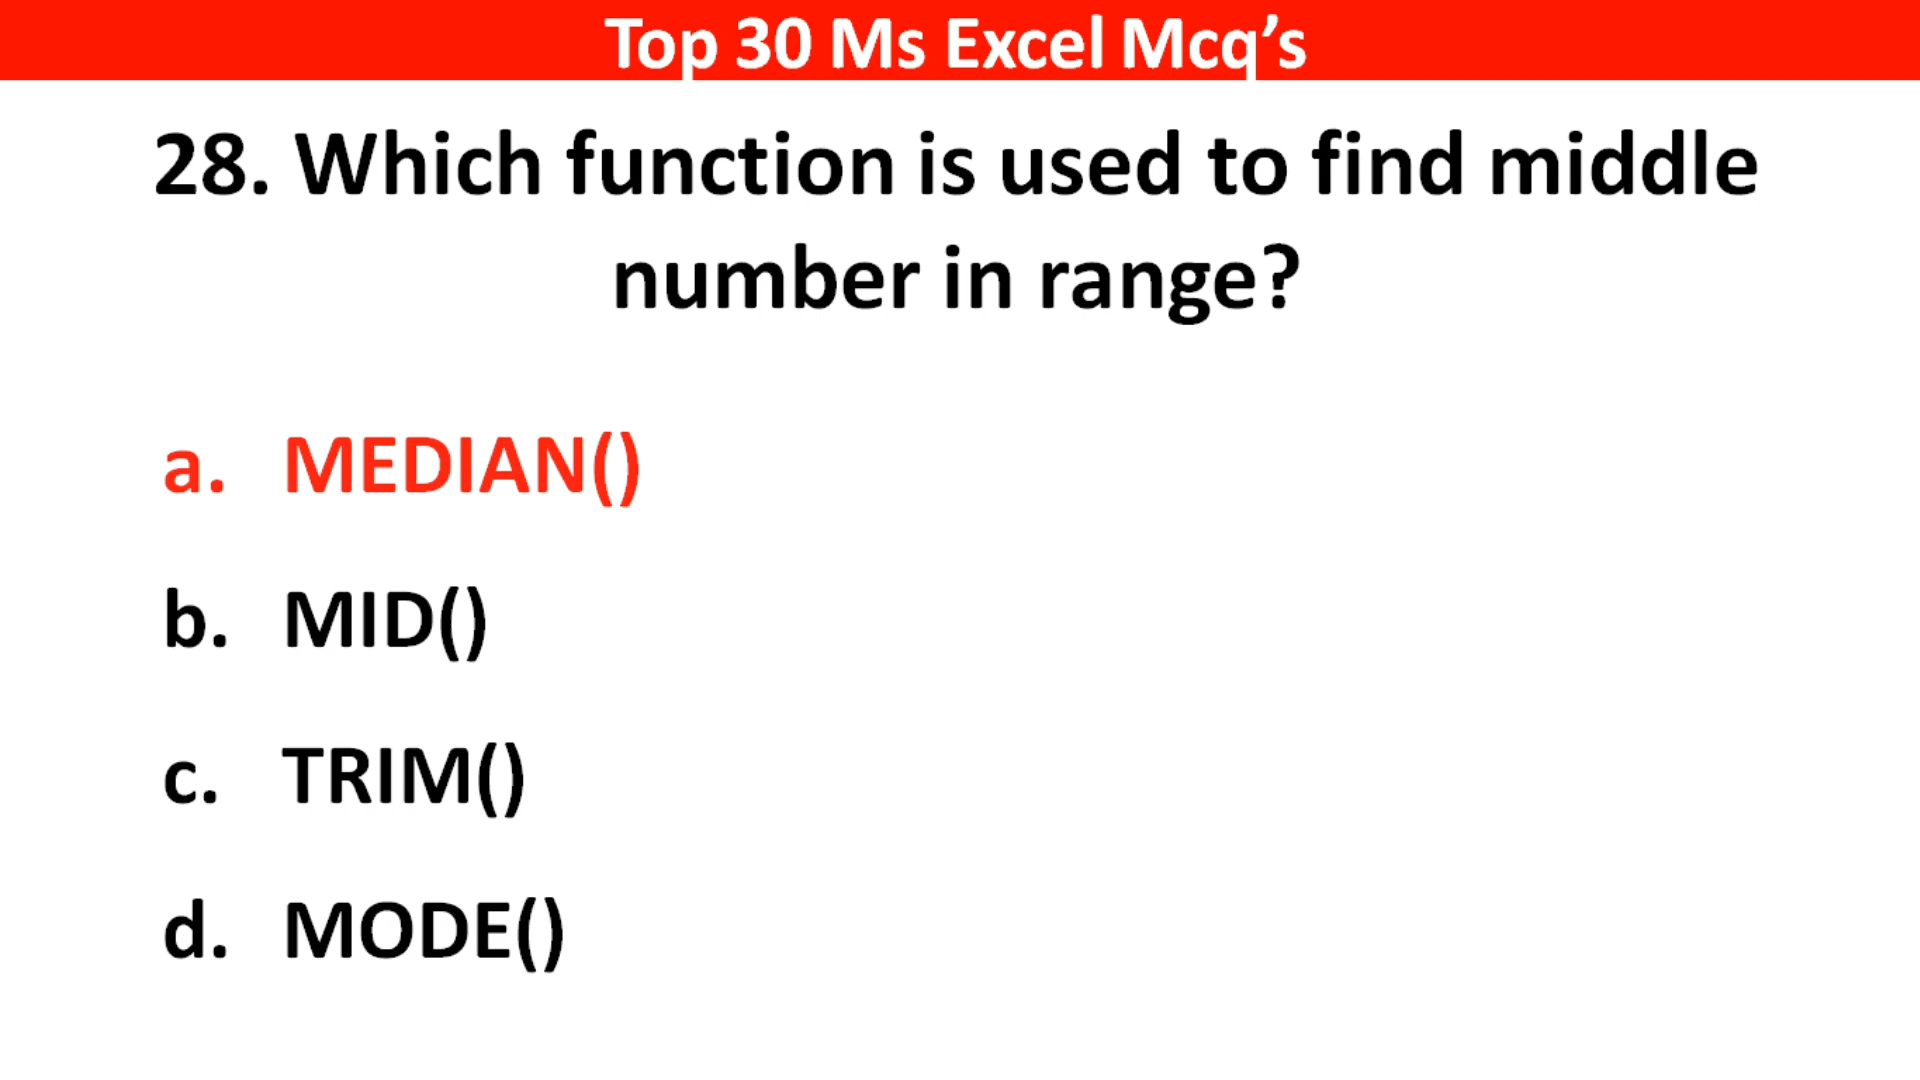 Top 30 Ms Excel Mcq’s
28. Which function is used to find middle
number in range?
a. MEDIAN()
b. MID()
c. TRIM()
d. MODE()